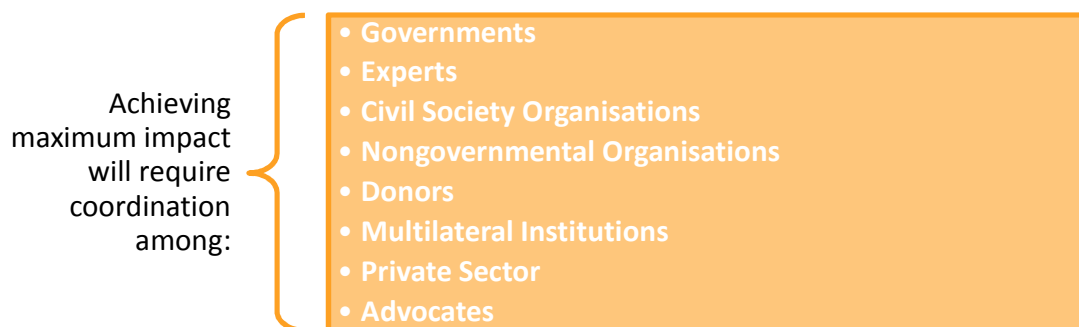 Achieving
maximum impact
will require
coordination
among:
• Governments
• Experts
• Civil Society Organisations
• Nongovernmental Organisations
• Donors
• Multilateral Institutions
• Private Sector
• Advocates